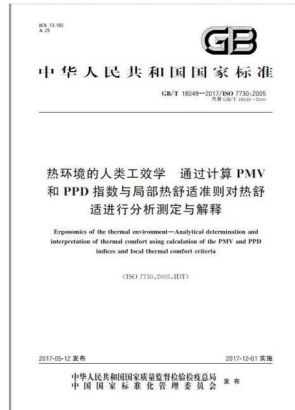 ICS 13.180
A 25
GB
中华人民共和国国家标准
GB/T 18049—2017/ISO 7730:2005
代替 GB/T 18049—2000
热环境的人类工效学 通过计算 PMV
和 PPD 指数与局部热舒适准则对热舒
适进行分析测定与解释
Ergonomics of the thermal environment—Analytical determination and
interpretation of thermal comfort using calculation of the PMV and PPD
indices and local thermal comfort criteria
(ISO 7730:2005,IDT)
2017-05-12 发布
2017-12-01 实施
中华人民共和国国家质量监督检验检疫总局
中国国家标准化管理委员会
发布